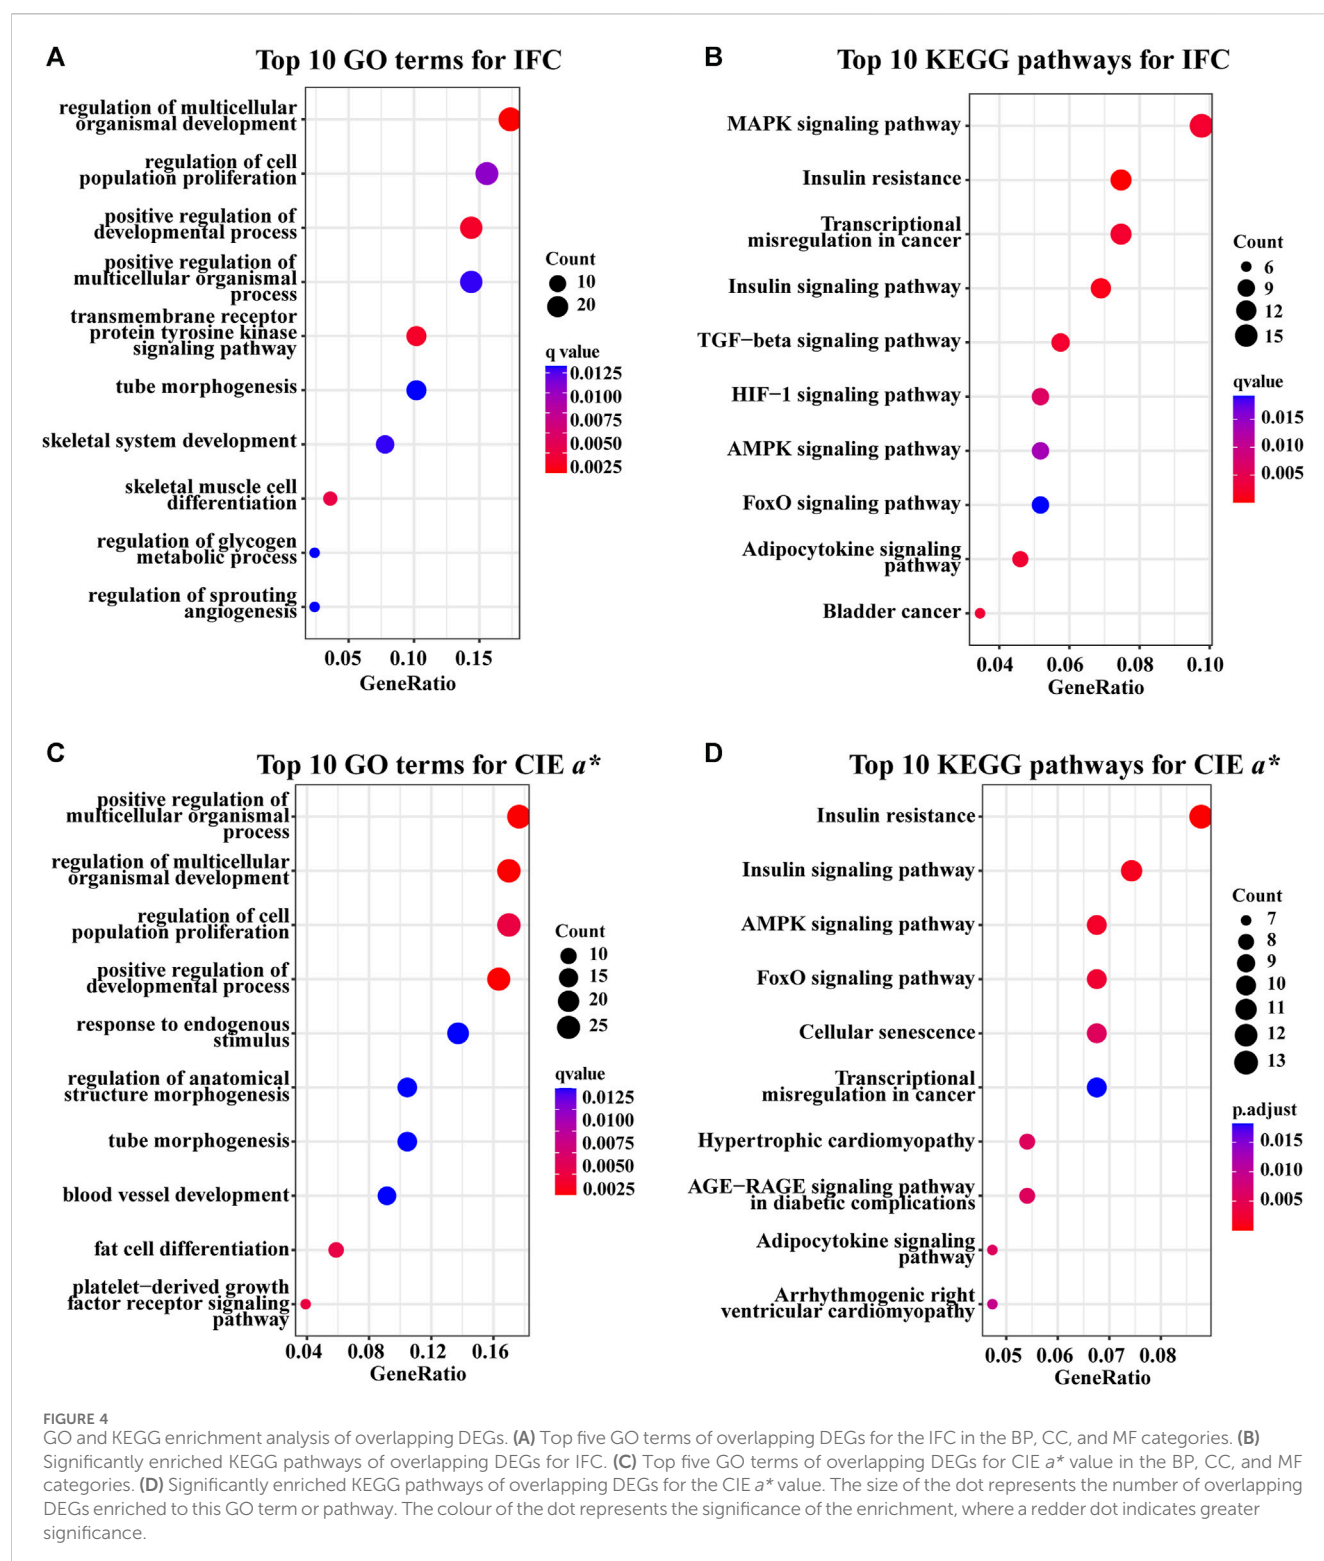 A
Top 10 GO terms for IFC
regulation of multicellular
organismal development
regulation of cell
population proliferation
positive regulation of
developmental process
positive regulation of
multicellular organismal
process
transmembrane receptor
protein tyrosine kinase
signaling pathway
tube morphogenesis
skeletal system development
skeletal muscle cell
differentiation
regulation of glycogen
metabolic process
regulation of sprouting
angiogenesis
0.05 0.10 0.15
GeneRatio
Count
10
20
q value
0.0125
0.0100
0.0075
0.0050
0.0025
B
Top 10 KEGG pathways for IFC
MAPK signaling pathway
Insulin resistance
Transcriptional
misregulation in cancer
Insulin signaling pathway
TGF−beta signaling pathway
HIF−1 signaling pathway
AMPK signaling pathway
FoxO signaling pathway
Adipocytokine signaling
pathway
Bladder cancer
0.04 0.06 0.08 0.10
GeneRatio
Count
6
9
12
15
qvalue
0.015
0.010
0.005
C
Top 10 GO terms for CIE a*
positive regulation of
multicellular organismal
process
regulation of multicellular
organismal development
regulation of cell
population proliferation
positive regulation of
developmental process
response to endogenous
stimulus
regulation of anatomical
structure morphogenesis
tube morphogenesis
blood vessel development
fat cell differentiation
platelet−derived growth
factor receptor signaling
pathway
0.04 0.08 0.12 0.16
GeneRatio
Count
10
15
20
25
qvalue
0.0125
0.0100
0.0075
0.0050
0.0025
D
Top 10 KEGG pathways for CIE a*
Insulin resistance
Insulin signaling pathway
AMPK signaling pathway
FoxO signaling pathway
Cellular senescence
Transcriptional
misregulation in cancer
Hypertrophic cardiomyopathy
AGE−RAGE signaling pathway
in diabetic complications
Adipocytokine signaling
pathway
Arrhythmogenic right
ventricular cardiomyopathy
0.05 0.06 0.07 0.08
GeneRatio
Count
7
8
9
10
11
12
13
p.adjust
0.015
0.010
0.005
FIGURE 4
GO and KEGG enrichment analysis of overlapping DEGs. (A) Top five GO terms of overlapping DEGs for the IFC in the BP, CC, and MF categories. (B)
Significantly enriched KEGG pathways of overlapping DEGs for IFC. (C) Top five GO terms of overlapping DEGs for CIE a* value in the BP, CC, and MF
categories. (D) Significantly enriched KEGG pathways of overlapping DEGs for the CIE a* value. The size of the dot represents the number of overlapping
DEGs enriched to this GO term or pathway. The colour of the dot represents the significance of the enrichment, where a redder dot indicates greater
significance.